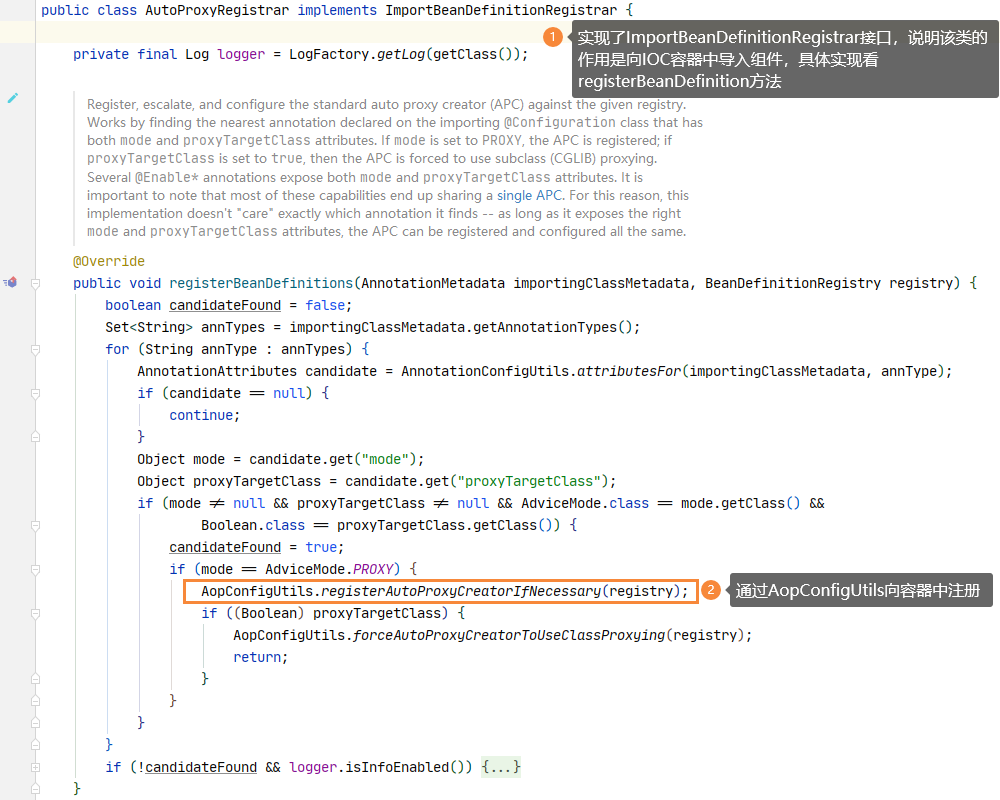 public class AutoProxyRegistrar implements ImportBeanDefinitionRegistrar {
1 实现了ImportBeanDefinitionRegistrar接口，说明该类的
作用是向IOC容器中导入组件，具体实现看
registerBeanDefinition方法
private final Log logger = LogFactory.getLog(getClass());
Register, escalate, and configure the standard auto proxy creator (APC) against the given registry.
Works by finding the nearest annotation declared on the importing @Configuration class that has
both mode and proxyTargetClass attributes. If mode is set to PROXY, the APC is registered; if
proxyTargetClass is set to true, then the APC is forced to use subclass (CGLIB) proxying.
Several @Enable* annotations expose both mode and proxyTargetClass attributes. It is
important to note that most of these capabilities end up sharing a single APC. For this reason, this
implementation doesn't "care" exactly which annotation it finds -- as long as it exposes the right
mode and proxyTargetClass attributes, the APC can be registered and configured all the same.
@Override
public void registerBeanDefinitions(AnnotationMetadata importingClassMetadata, BeanDefinitionRegistry registry) {
boolean candidateFound = false;
Set<String> annTypes = importingClassMetadata.getAnnotationTypes();
for (String annType : annTypes) {
AnnotationAttributes candidate = AnnotationConfigUtils.attributesFor(importingClassMetadata, annType);
if (candidate == null) {
continue;
}
Object mode = candidate.get("mode");
Object proxyTargetClass = candidate.get("proxyTargetClass");
if (mode != null && proxyTargetClass != null && AdviceMode.class == mode.getClass() &&
Boolean.class == proxyTargetClass.getClass()) {
candidateFound = true;
if (mode == AdviceMode.PROXY) {
AopConfigUtils.registerAutoProxyCreatorIfNecessary(registry); 2 通过AopConfigUtils向容器中注册
if ((Boolean) proxyTargetClass) {
AopConfigUtils.forceAutoProxyCreatorToUseClassProxying(registry);
return;
}
}
}
}
if (!candidateFound && logger.isInfoEnabled()) {...}
}